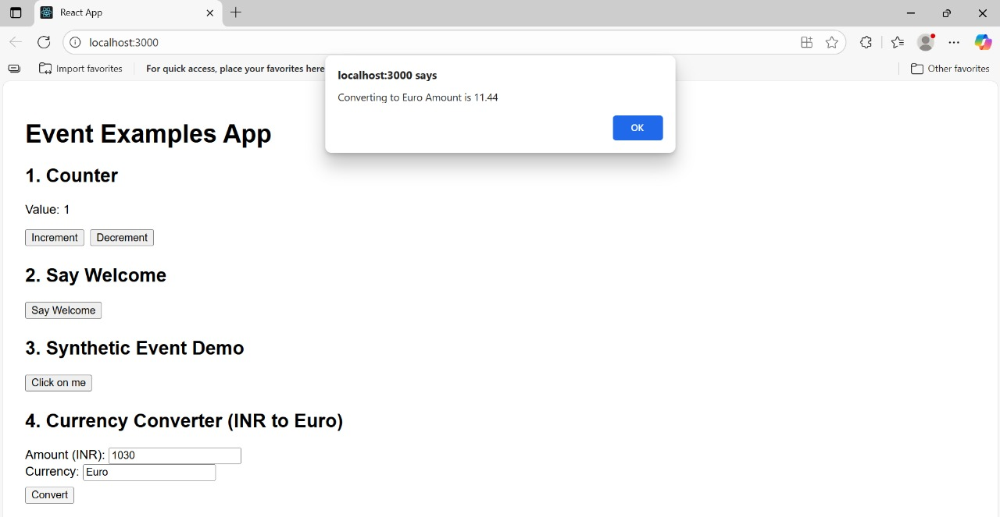 React App
localhost:3000
Import favorites
For quick access, place your favorites here
Other favorites
localhost:3000 says
Converting to Euro Amount is 11.44
OK
Event Examples App
1. Counter
Value: 1
Increment Decrement
2. Say Welcome
Say Welcome
3. Synthetic Event Demo
Click on me
4. Currency Converter (INR to Euro)
Amount (INR): 1030
Currency: Euro
Convert